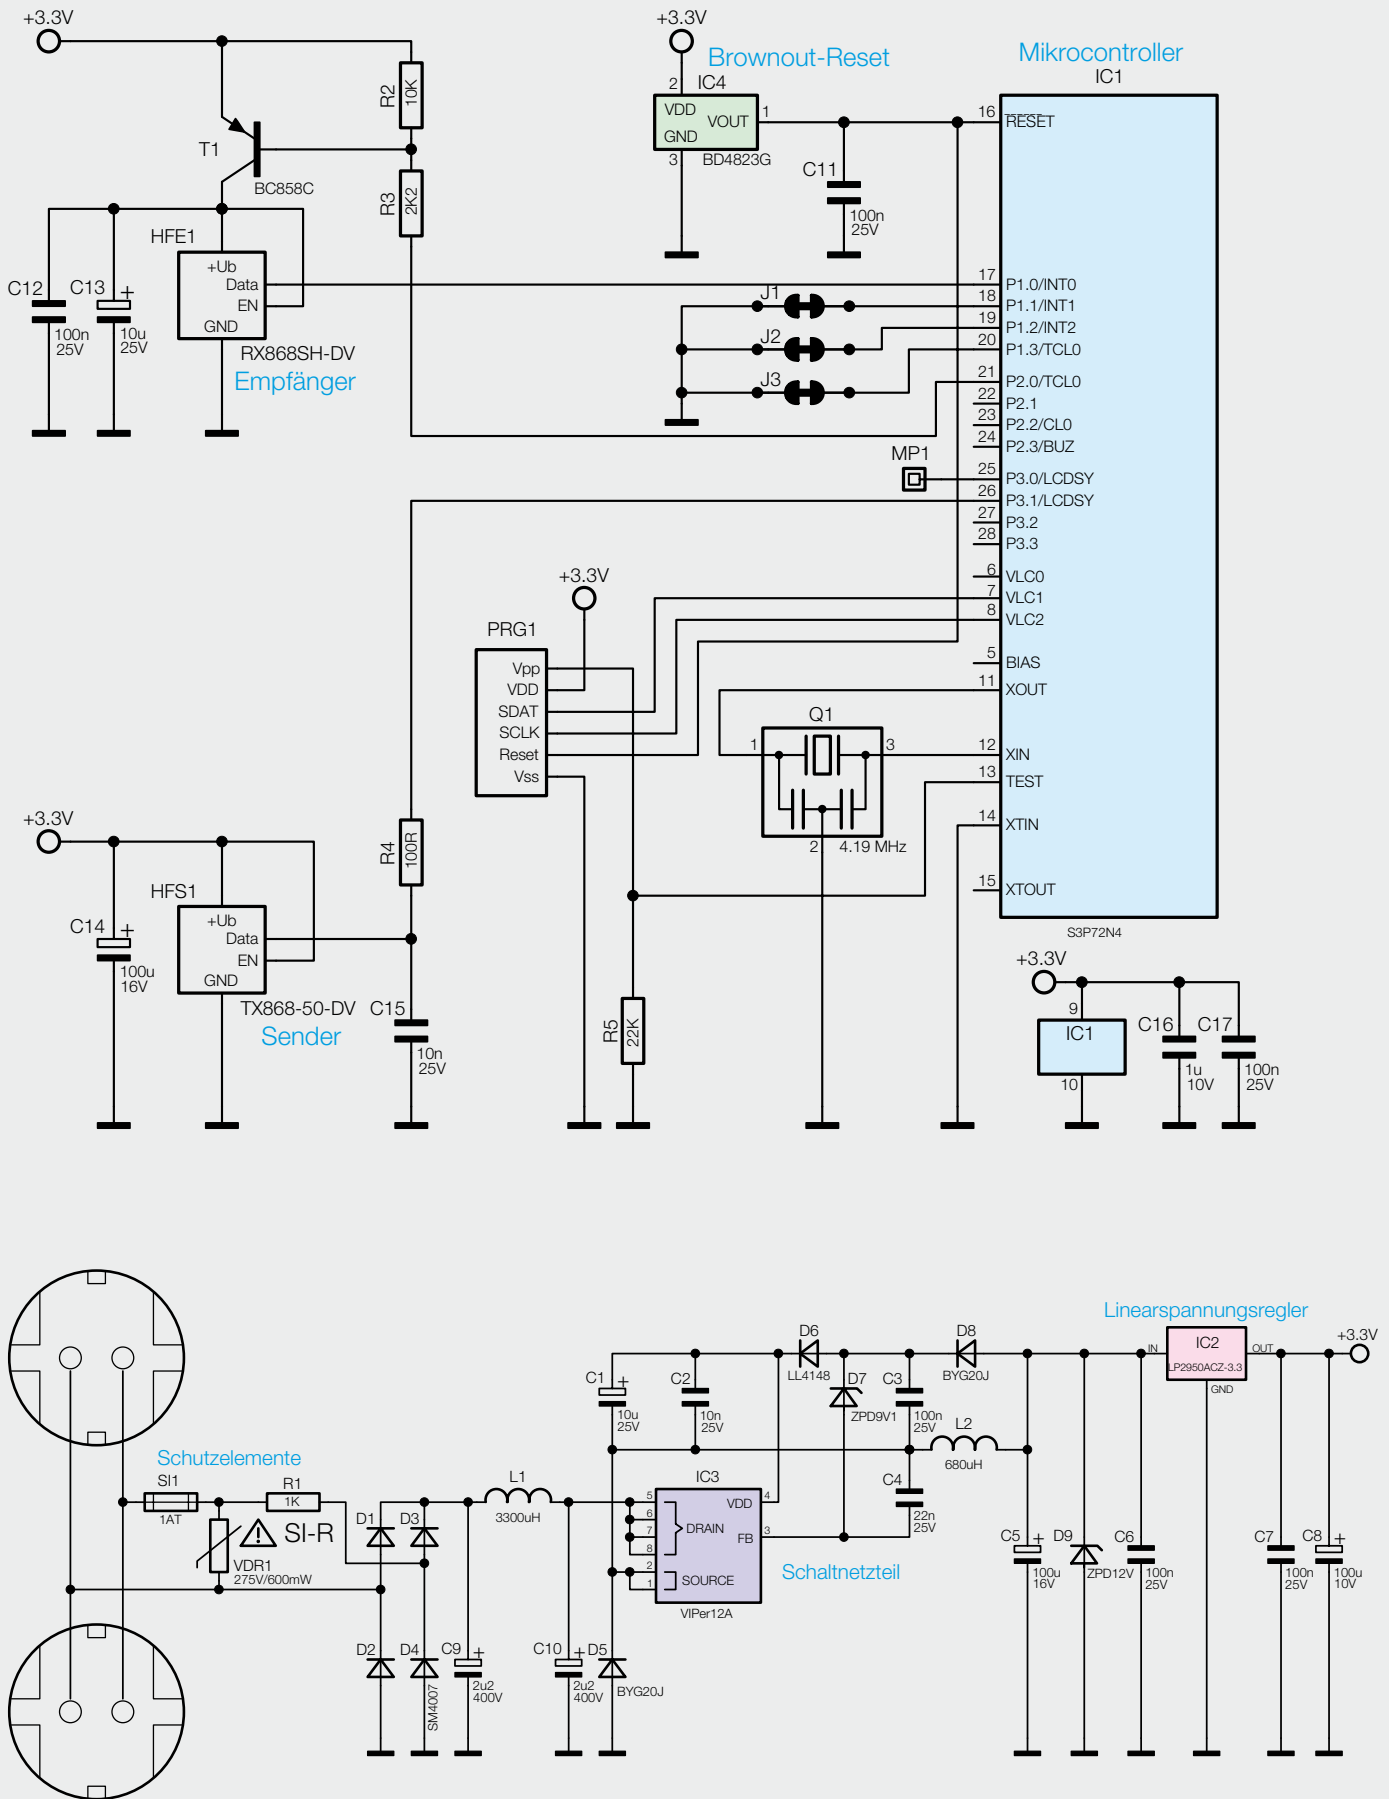 +3.3V
R2
10K
T1
BC858C
R3
2K2
HFE1
+Ub
Data
EN
GND
C12
100n
25V
C13
+
10u
25V
RX868SH-DV
Empfänger
+3.3V
Brownout-Reset
2
IC4
VDD
VOUT
GND
1
3
BD4823G
C11
100n
25V
J1
J2
J3
MP1
Mikrocontroller
IC1
16
RESET
17
P1.0/INT0
18
P1.1/INT1
19
P1.2/INT2
20
P1.3/TCL0
21
P2.0/TCL0
22
P2.1
23
P2.2/CL0
24
P2.3/BUZ
25
P3.0/LCDSY
26
P3.1/LCDSY
27
P3.2
28
P3.3
6
VLC0
7
VLC1
8
VLC2
5
BIAS
11
XOUT
12
XIN
13
TEST
14
XTIN
15
XTOUT
S3P72N4
+3.3V
PRG1
Vpp
VDD
SDAT
SCLK
Reset
Vss
Q1
1
3
2
4.19 MHz
+3.3V
HFS1
+Ub
Data
EN
GND
C14
+
100u
16V
TX868-50-DV
Sender
R4
100R
C15
10n
25V
R5
22K
+3.3V
9
IC1
10
C16
1u
10V
C17
100n
25V
Schutzelemente
SI1
1AT
R1
1K
SI-R
VDR1
275V/600mW
D1
D3
D2
D4
SM4007
C9
+
2u2
400V
L1
3300uH
C10
+
2u2
400V
D5
BYG20J
C1
+
10u
25V
C2
10n
25V
D6
LL4148
D7
ZPD9V1
C3
100n
25V
D8
BYG20J
L2
680uH
C4
22n
25V
IC3
5
6
7
8
2
1
DRAIN
SOURCE
VDD
4
FB
3
VIPer12A
Schaltnetzteil
C5
+
100u
16V
D9
ZPD12V
C6
100n
25V
Linearspannungsregler
IN
IC2
LP2950ACZ-3.3
OUT
GND
+3.3V
C7
100n
25V
C8
+
100u
10V